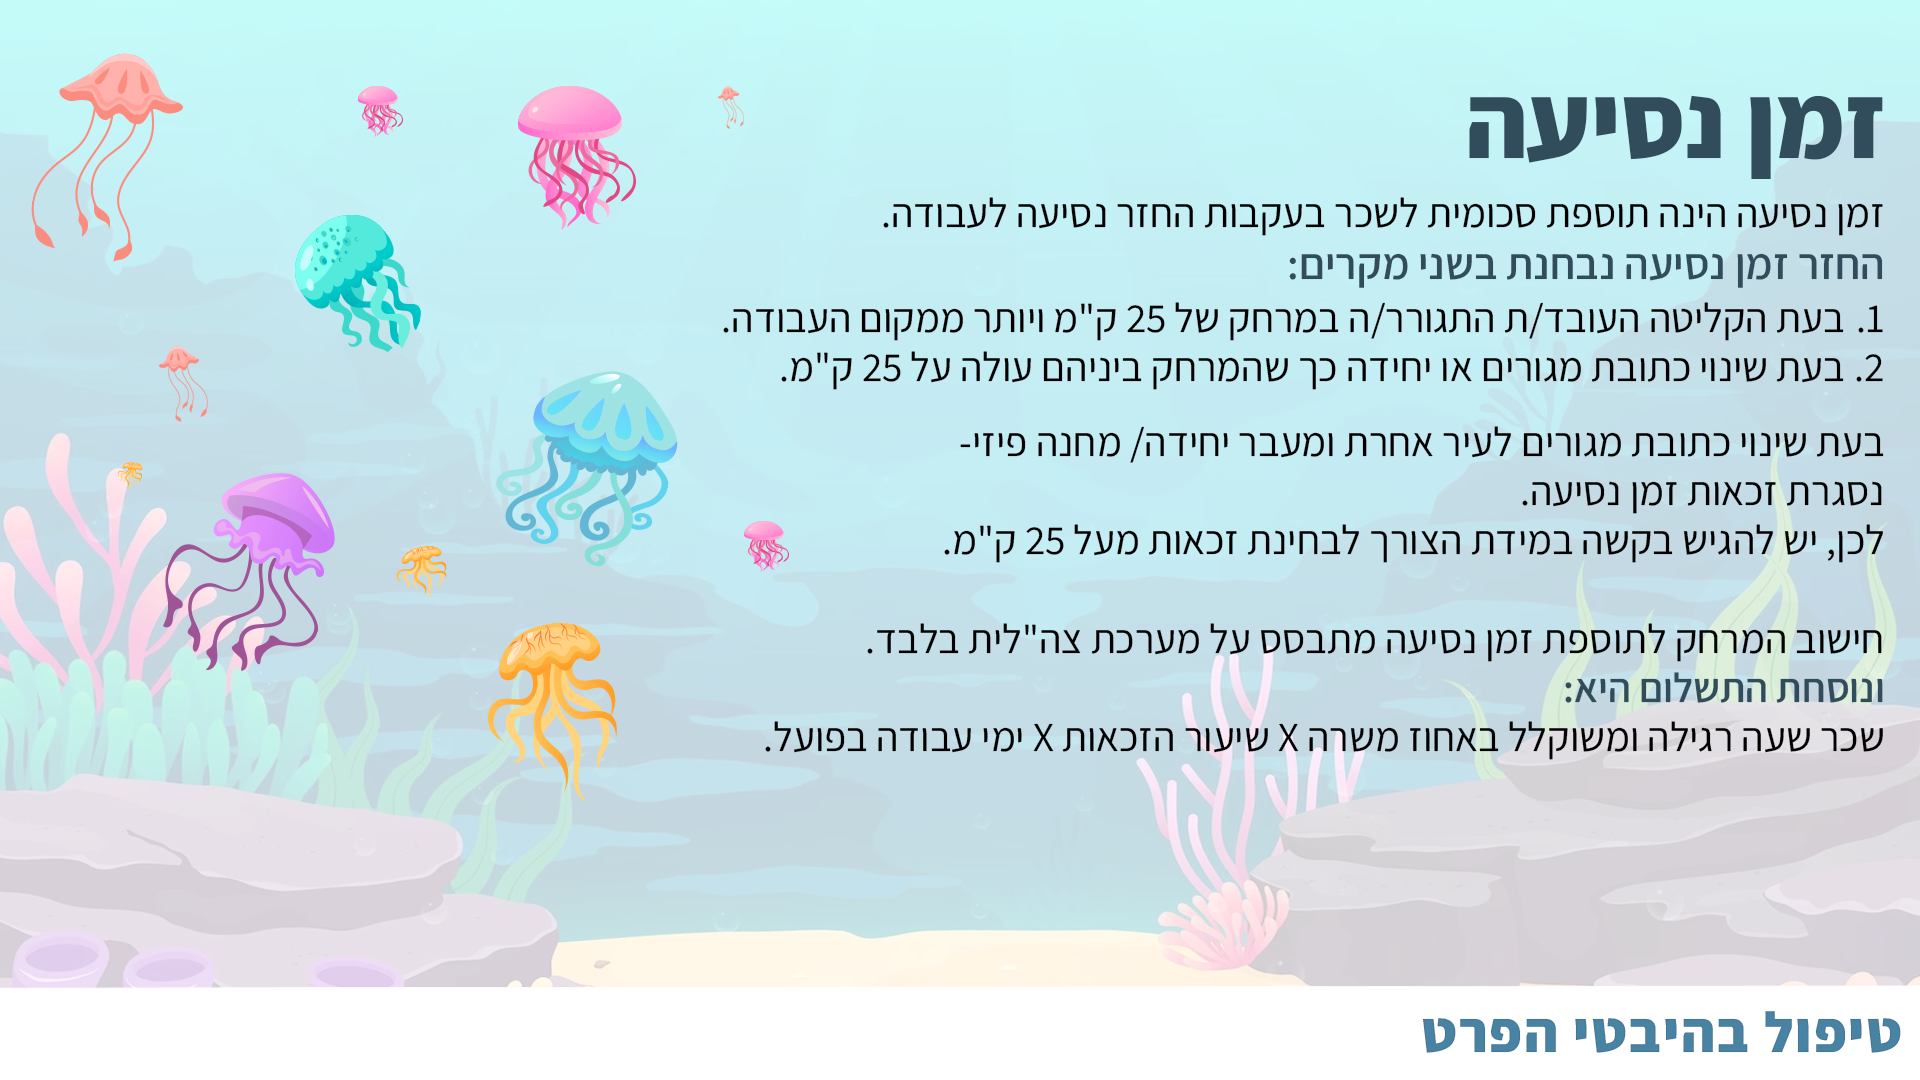 זמן נסיעה
זמן נסיעה הינה תוספת סכומית לשכר בעקבות החזר נסיעה לעבודה.
החזר זמן נסיעה נבחנת בשני מקרים:
1. בעת הקליטה העובד/ת התגורר/ה במרחק של 25 ק"מ ויותר ממקום העבודה.
2. בעת שינוי כתובת מגורים או יחידה כך שהמרחק ביניהם עולה על 25 ק"מ.
בעת שינוי כתובת מגורים לעיר אחרת ומעבר יחידה/ מחנה פיזי-
נסגרת זכאות זמן נסיעה.
לכן, יש להגיש בקשה במידת הצורך לבחינת זכאות מעל 25 ק"מ.
חישוב המרחק לתוספת זמן נסיעה מתבסס על מערכת צה"לית בלבד.
ונוסחת התשלום היא:
שכר שעה רגילה ומשוקלל באחוז משרה X שיעור הזכאות X ימי עבודה בפועל.
טיפול בהיבטי הפרט